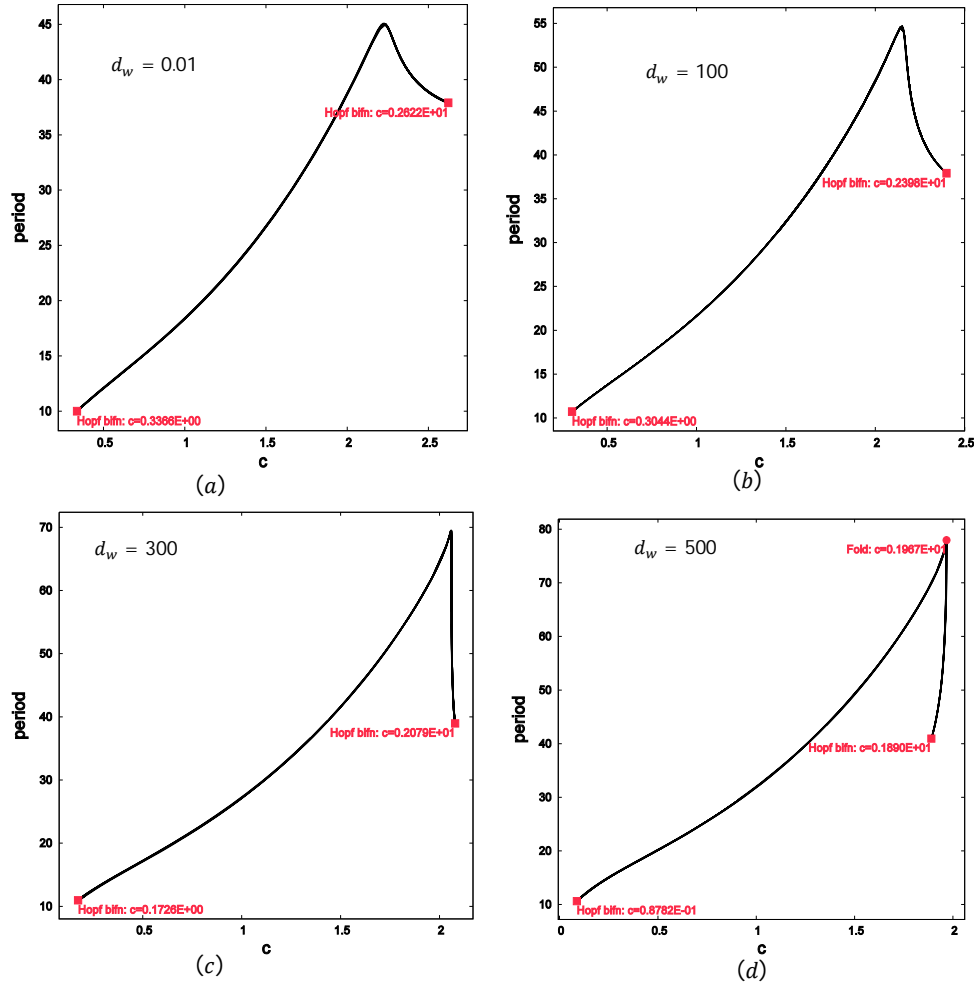 45
40
35
30
25
20
15
10
period
d_w = 0.01
Hopf bifn: c=0.2622E+01
Hopf bifn: c=0.3366E+00
0.5 1 1.5 2 2.5
c
(a)
55
50
45
40
35
30
25
20
15
10
period
d_w = 100
Hopf bifn: c=0.2398E+01
Hopf bifn: c=0.3044E+00
0.5 1 1.5 2 2.5
c
(b)
70
60
50
40
30
20
10
period
d_w = 300
Hopf bifn: c=0.2079E+01
Hopf bifn: c=0.1726E+00
0.5 1 1.5 2
c
(c)
80
70
60
50
40
30
20
10
period
d_w = 500
Fold: c=0.1967E+01
Hopf bifn: c=0.1890E+01
Hopf bifn: c=0.8782E-01
0 0.5 1 1.5 2
c
(d)